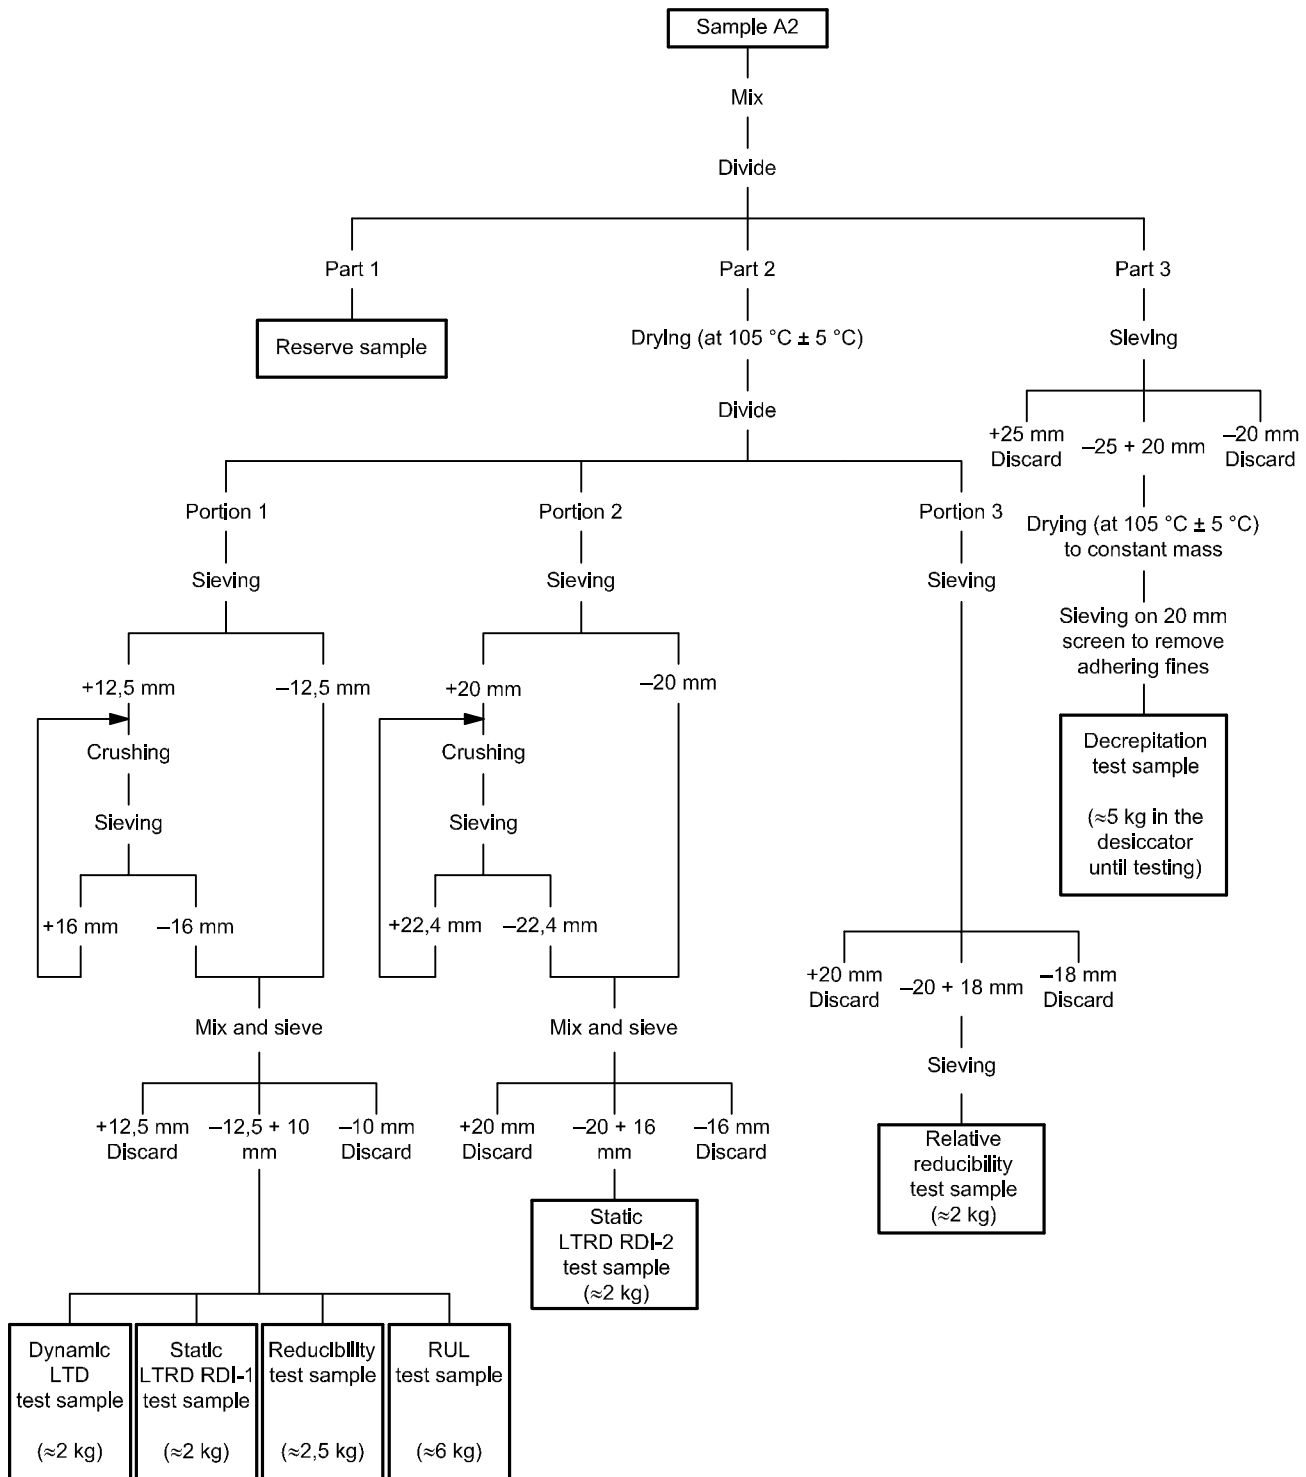 Sample A2
Mix
Divide
Part 1
Part 2
Part 3
Reserve sample
Drying (at 105 °C ± 5 °C)
Sieving
Divide
+25 mm
Discard
–25 + 20 mm
–20 mm
Discard
Portion 1
Portion 2
Portion 3
Drying (at 105 °C ± 5 °C)
to constant mass
Sieving
Sieving
Sieving
Sieving on 20 mm
screen to remove
adhering fines
+12,5 mm
–12,5 mm
+20 mm
–20 mm
Decrepitation
test sample
(≈5 kg in the
desiccator
until testing)
Crushing
Crushing
Sieving
Sieving
+16 mm
–16 mm
+22,4 mm
–22,4 mm
+20 mm
Discard
–20 + 18 mm
–18 mm
Discard
Mix and sieve
Mix and sieve
Sieving
+12,5 mm
Discard
–12,5 + 10
mm
–10 mm
Discard
+20 mm
Discard
–20 + 16
mm
–16 mm
Discard
Relative
reducibility
test sample
(≈2 kg)
Static
LTRD RDI-2
test sample
(≈2 kg)
Dynamic
LTD
test sample
(≈2 kg)
Static
LTRD RDI-1
test sample
(≈2 kg)
Reducibility
test sample
(≈2,5 kg)
RUL
test sample
(≈6 kg)